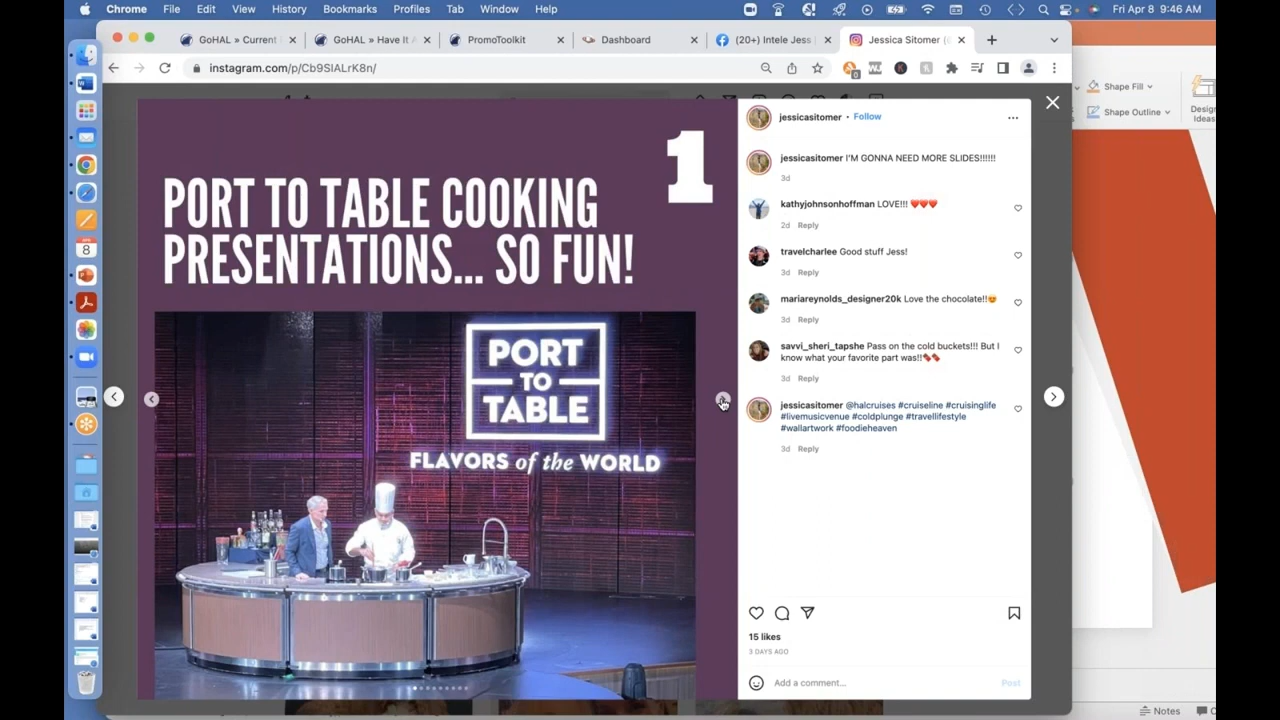 Chrome File Edit View History Bookmarks Profiles Tab Window Help Fri Apr 8 9:46 AM
GoHAL » Current
GoHAL » Have It A
PromoToolkit
Dashboard
(20+) Intele Jess
Jessica Sitomer (
instagram.com/p/Cb9SIALrK8n/
0
Shape Fill
Shape Outline
Design
Ideas
8
1
PORT TO TABLE COOKING
PRESENTATIONS... SO FUN!
PORT
TO
TABLE
FLAVORS of the WORLD
jessicasitomer • Follow
jessicasitomer I'M GONNA NEED MORE SLIDES!!!!!!
3d
kathyjohnsonhoffman LOVE!!! ❤️❤️❤️
2d Reply
travelcharlee Good stuff Jess!
3d Reply
mariareynolds_designer20k Love the chocolate!!😍
3d Reply
savvi_sheri_tapshe Pass on the cold buckets!!! But I
know what your favorite part was!!🍫🍫
3d Reply
jessicasitomer @halcruises #cruiseline #cruisinglife
#livemusicvenue #coldplunge #travellifestyle
#wallartwork #foodieheaven
3d Reply
15 likes
3 DAYS AGO
Add a comment... Post
Notes